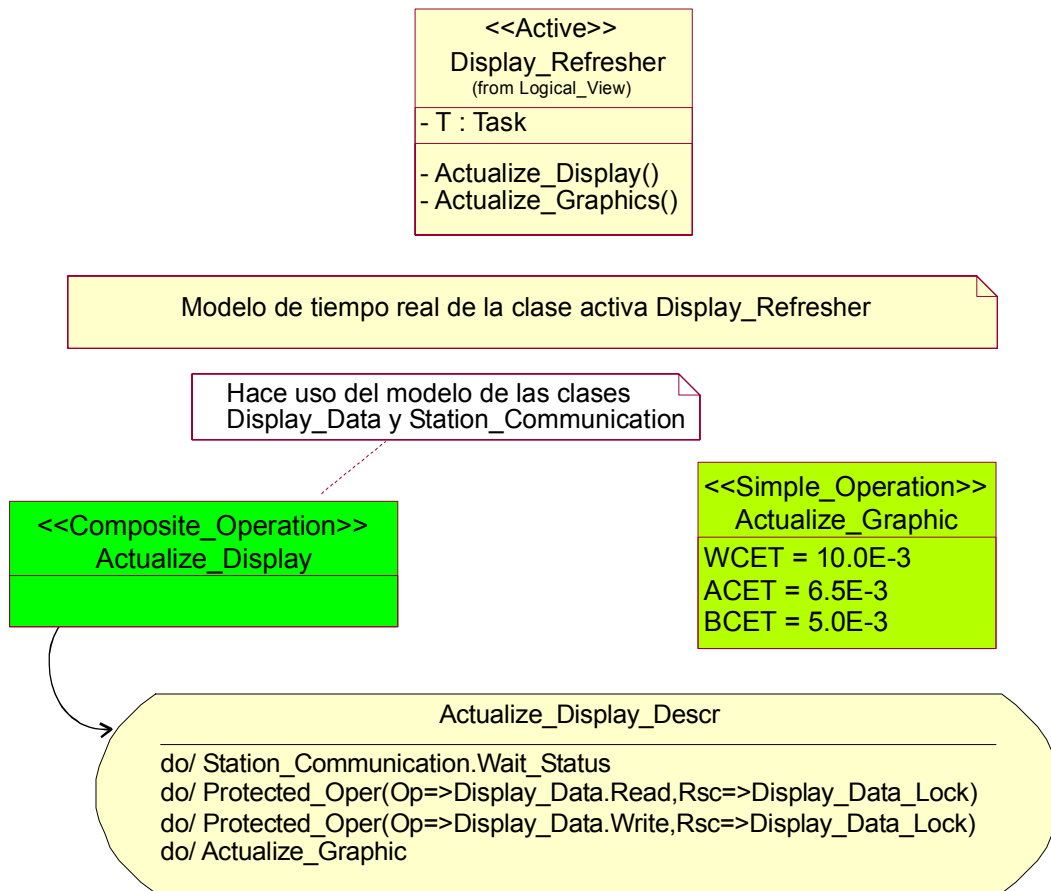 <<Active>>
Display_Refresher
(from Logical_View)
- T : Task
- Actualize_Display()
- Actualize_Graphics()
Modelo de tiempo real de la clase activa Display_Refresher
Hace uso del modelo de las clases
Display_Data y Station_Communication
<<Composite_Operation>>
Actualize_Display
<<Simple_Operation>>
Actualize_Graphic
WCET = 10.0E-3
ACET = 6.5E-3
BCET = 5.0E-3
Actualize_Display_Descr
do/ Station_Communication.Wait_Status
do/ Protected_Oper(Op=>Display_Data.Read,Rsc=>Display_Data_Lock)
do/ Protected_Oper(Op=>Display_Data.Write,Rsc=>Display_Data_Lock)
do/ Actualize_Graphic